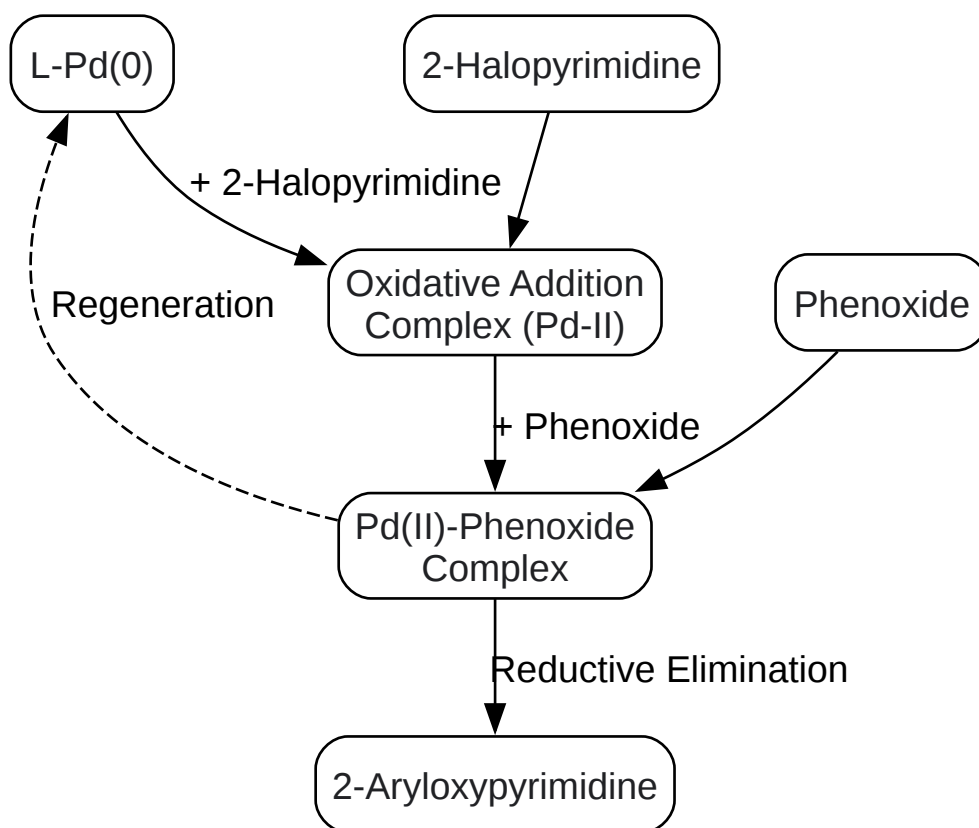 L-Pd(0)
2-Halopyrimidine
+ 2-Halopyrimidine
Oxidative Addition
Complex (Pd-II)
Phenoxide
Regeneration
+ Phenoxide
Pd(II)-Phenoxide
Complex
Reductive Elimination
2-Aryloxypyrimidine